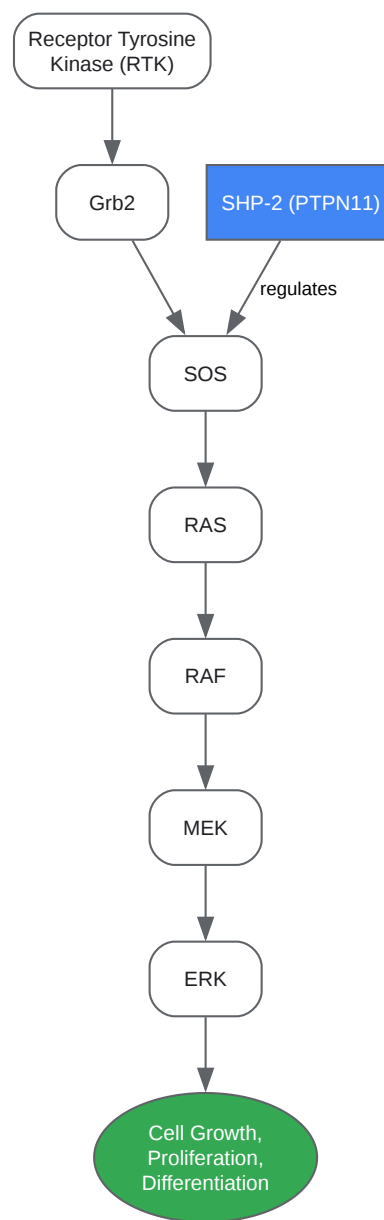 Receptor Tyrosine
Kinase (RTK)
Grb2
SHP-2 (PTPN11)
regulates
SOS
RAS
RAF
MEK
ERK
Cell Growth,
Proliferation,
Differentiation